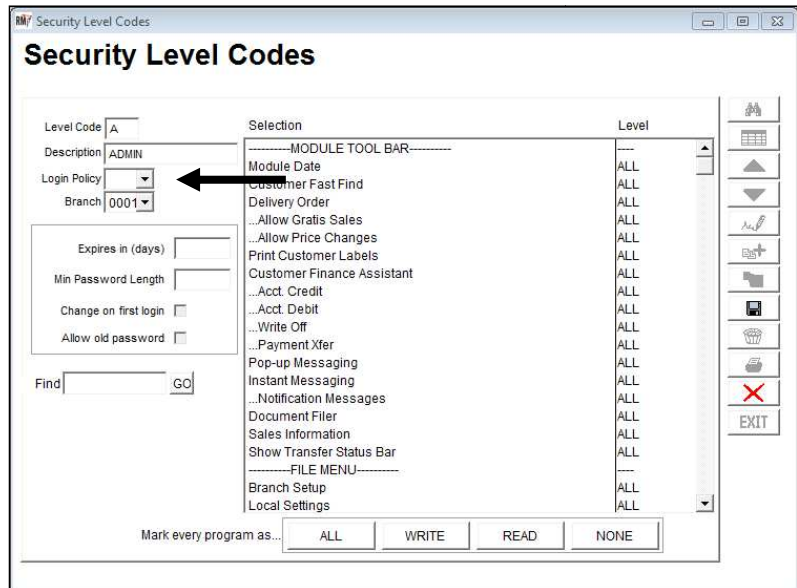 RMI Security Level Codes
Security Level Codes
Level Code A
Description ADMIN
Login Policy
Branch 0001
Expires in (days)
Min Password Length
Change on first login
Allow old password
Find GO
Selection Level
----------MODULE TOOL BAR---------- ----
Module Date ALL
Customer Fast Find ALL
Delivery Order ALL
...Allow Gratis Sales ALL
...Allow Price Changes ALL
Print Customer Labels ALL
Customer Finance Assistant ALL
...Acct. Credit ALL
...Acct. Debit ALL
...Write Off ALL
...Payment Xfer ALL
Pop-up Messaging ALL
Instant Messaging ALL
...Notification Messages ALL
Document Filer ALL
Sales Information ALL
Show Transfer Status Bar ALL
----------FILE MENU---------- ----
Branch Setup ALL
Local Settings ALL
Mark every program as... ALL WRITE READ NONE
EXIT